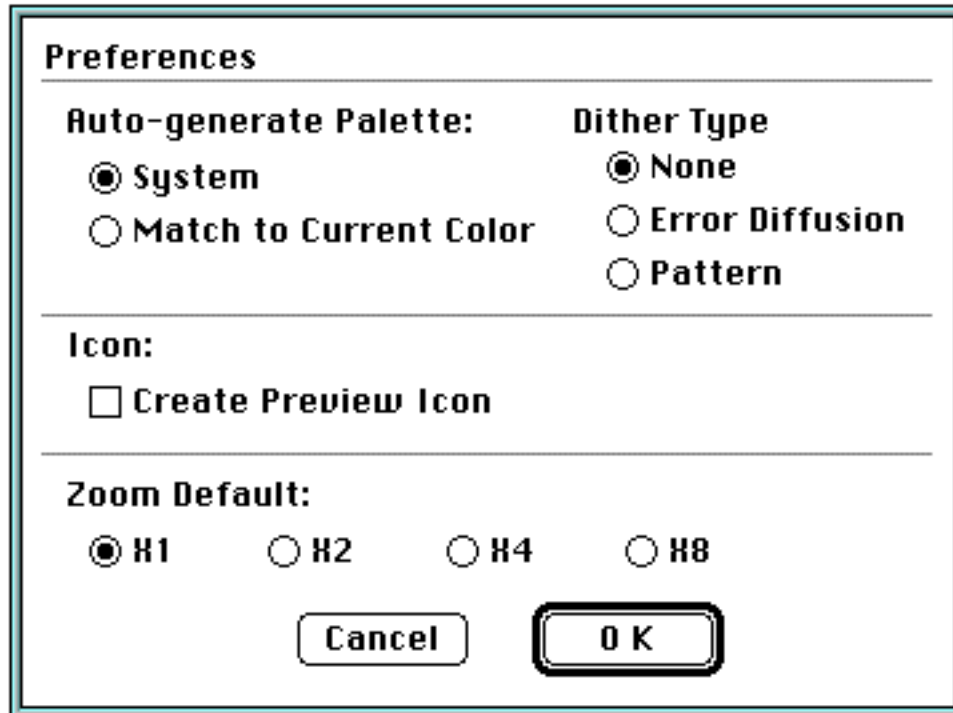 Preferences
Auto-generate Palette:
System
Match to Current Color
Dither Type
None
Error Diffusion
Pattern
Icon:
Create Preview Icon
Zoom Default:
X1 X2 X4 X8
Cancel OK